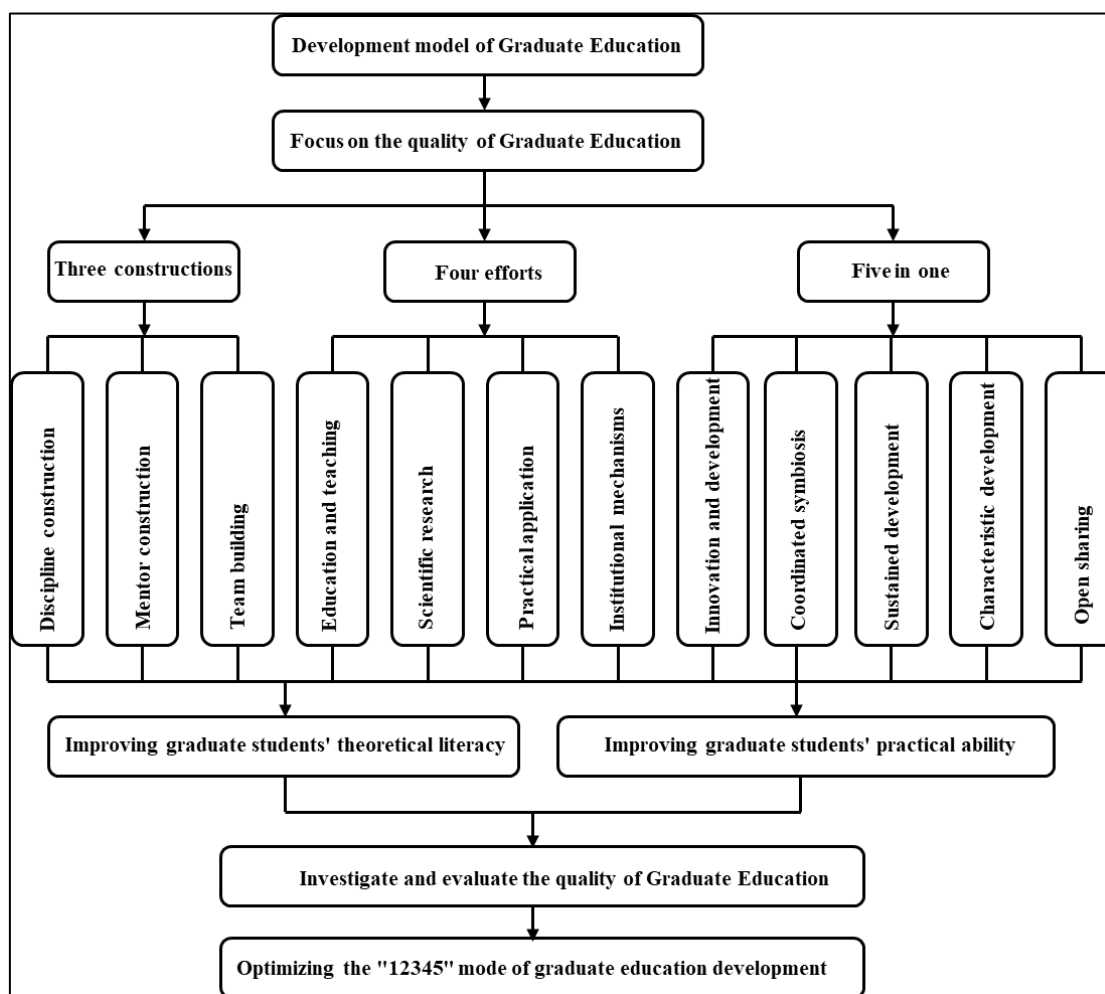 Development model of Graduate Education
Focus on the quality of Graduate Education
Three constructions
Four efforts
Five in one
Discipline construction
Mentor construction
Team building
Education and teaching
Scientific research
Practical application
Institutional mechanisms
Innovation and development
Coordinated symbiosis
Sustained development
Characteristic development
Open sharing
Improving graduate students' theoretical literacy
Improving graduate students' practical ability
Investigate and evaluate the quality of Graduate Education
Optimizing the "12345" mode of graduate education development